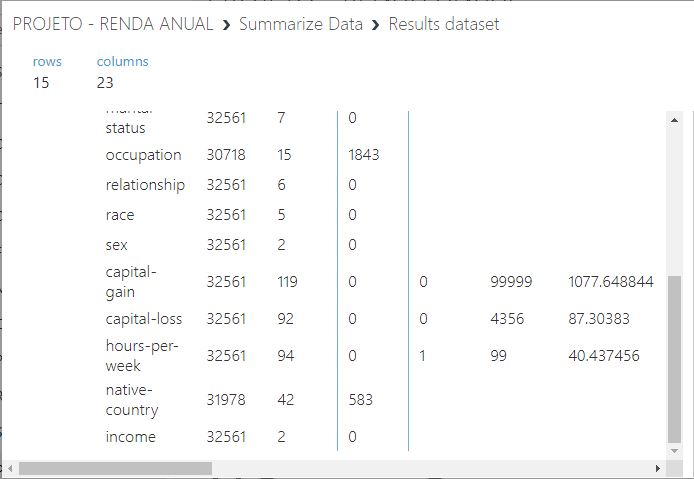 PROJETO - RENDA ANUAL ❯ Summarize Data ❯ Results dataset
rows columns
15 23
status 32561 7 0
occupation 30718 15 1843
relationship 32561 6 0
race 32561 5 0
sex 32561 2 0
capital-
gain 32561 119 0 0 99999 1077.648844
capital-loss 32561 92 0 0 4356 87.30383
hours-per-
week 32561 94 0 1 99 40.437456
native-
country 31978 42 583
income 32561 2 0